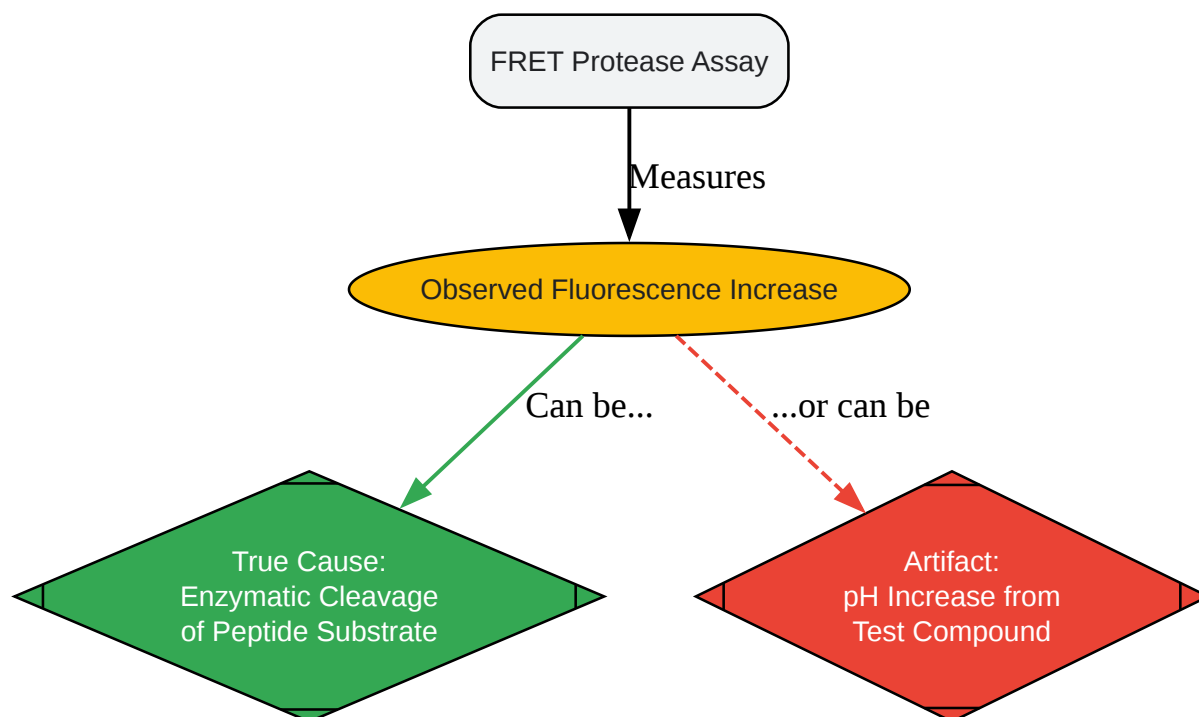 FRET Protease Assay
Measures
Observed Fluorescence Increase
Can be...
...or can be
True Cause:
Enzymatic Cleavage
of Peptide Substrate
Artifact:
pH Increase from
Test Compound